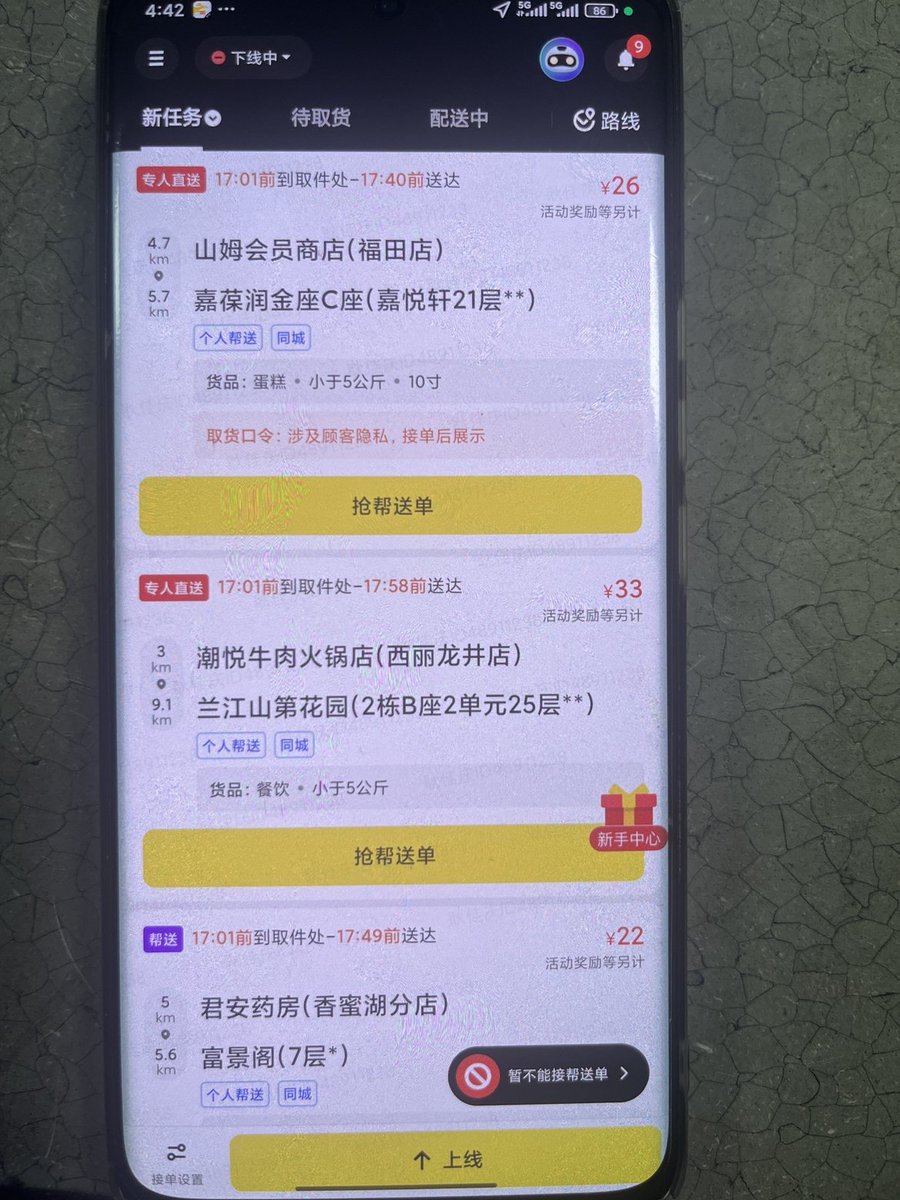 4:42 ··· 5G 5G 86
下线中
9
新任务 待取货 配送中 路线
专人直送 17:01前到取件处-17:40前送达 ¥26
活动奖励等另计
4.7 km 山姆会员商店(福田店)
5.7 km 嘉葆润金座C座(嘉悦轩21层**)
个人帮送 同城
货品: 蛋糕 • 小于5公斤 • 10寸
取货口令: 涉及顾客隐私, 接单后展示
抢帮送单
专人直送 17:01前到取件处-17:58前送达 ¥33
活动奖励等另计
3 km 潮悦牛肉火锅店(西丽龙井店)
9.1 km 兰江山第花园(2栋B座2单元25层**)
个人帮送 同城
货品: 餐饮 • 小于5公斤
新手中心
抢帮送单
帮送 17:01前到取件处-17:49前送达 ¥22
活动奖励等另计
5 km 君安药房(香蜜湖分店)
5.6 km 富景阁(7层*)
个人帮送 同城
暂不能接帮送单
接单设置
上线